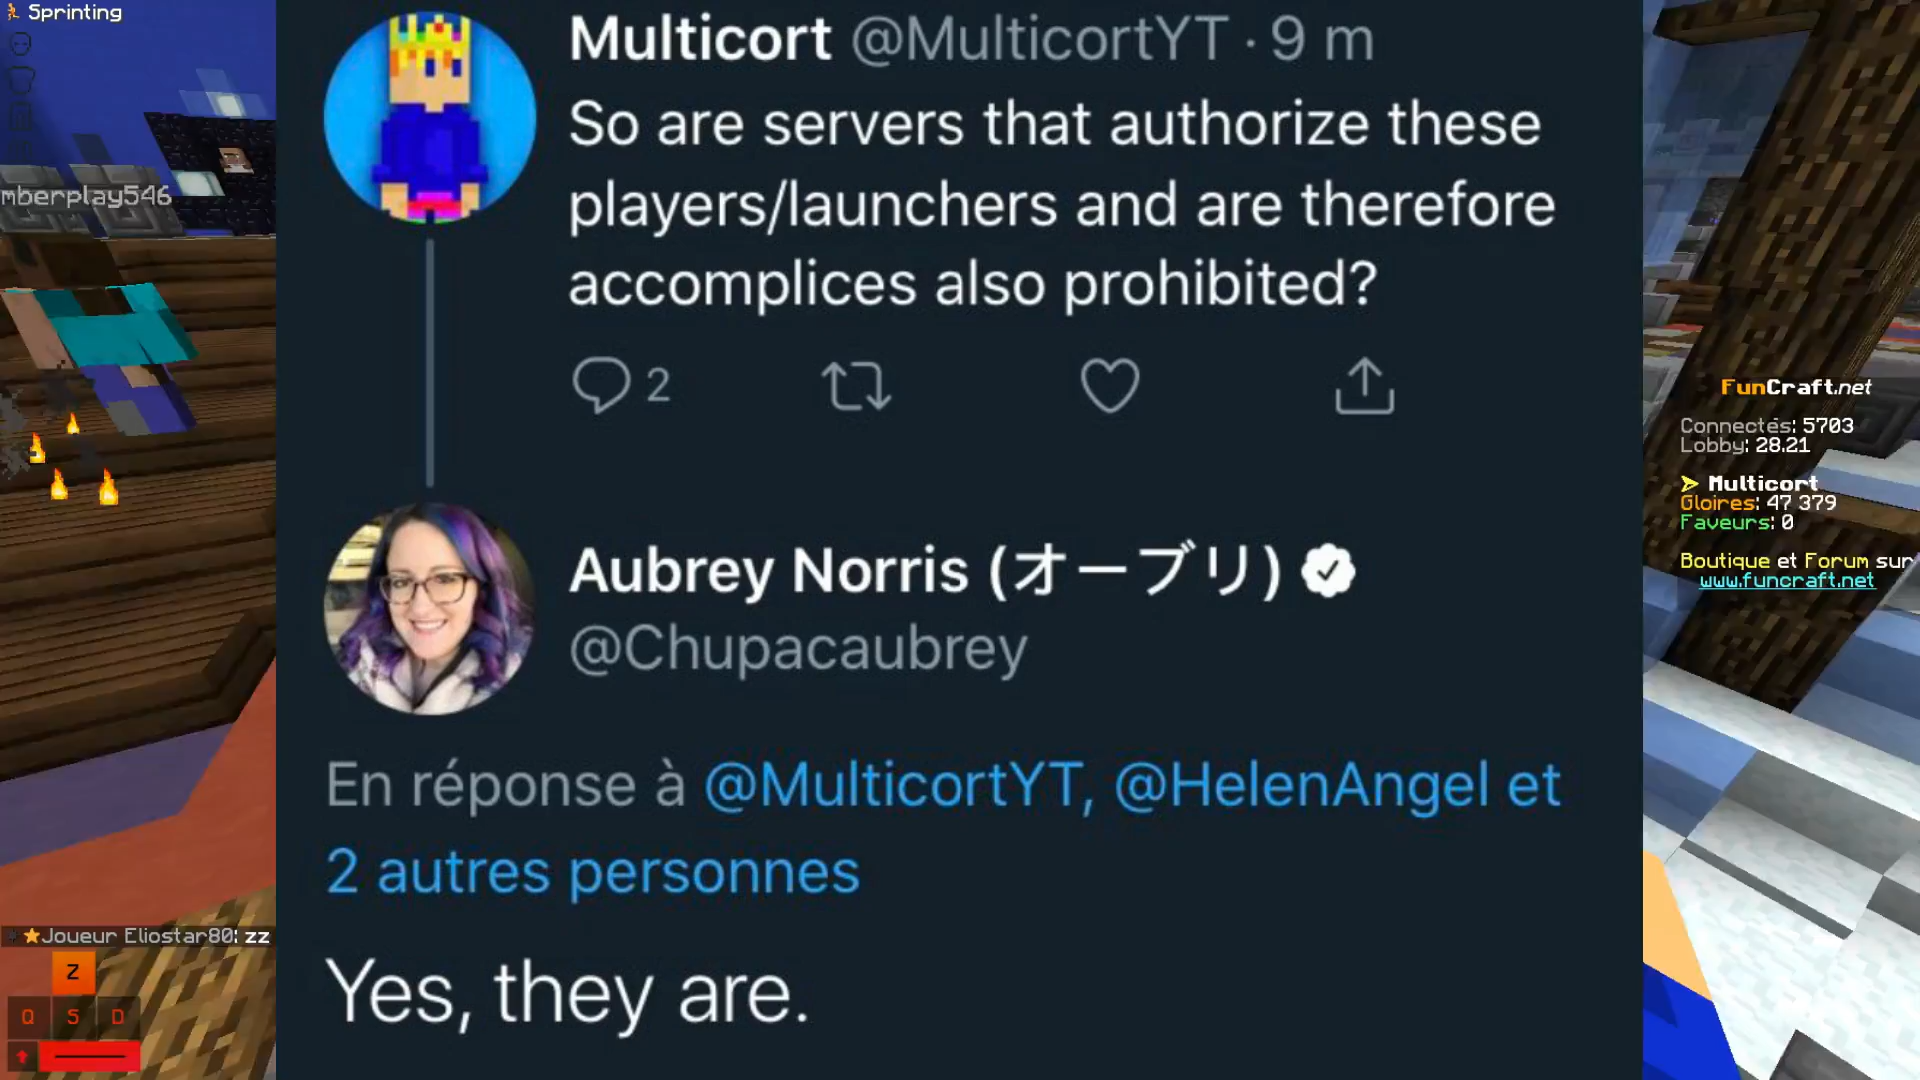 Sprinting
mberplay546
Multicort @MulticortYT · 9 m
So are servers that authorize these
players/launchers and are therefore
accomplices also prohibited?
2
Aubrey Norris (オーブリ)
@Chupacaubrey
En réponse à @MulticortYT, @HelenAngel et
2 autres personnes
Yes, they are.
FunCraft.net
Connectés: 5703
Lobby: 28.21
➤ Multicort
Gloires: 47 379
Faveurs: 0
Boutique et Forum sur
www.funcraft.net
★Joueur Eliostar80: zz
Z
Q S D